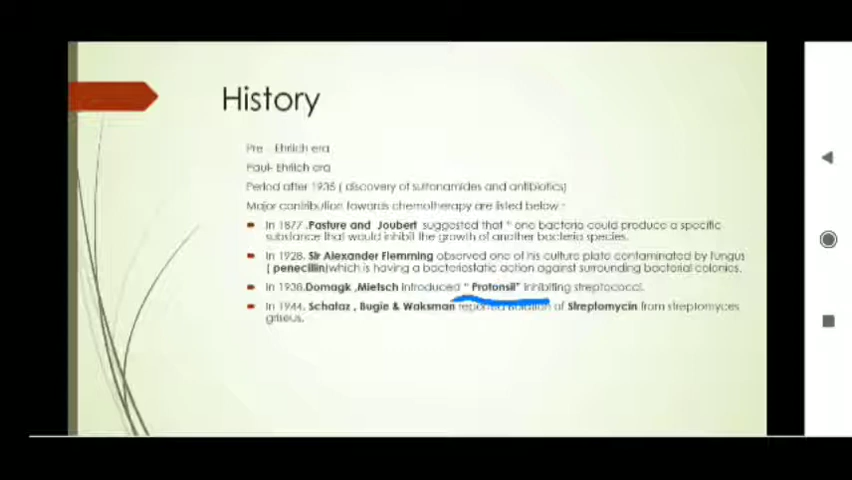 History
Pre - Ehrlich era
Paul- Ehrlich era
Period after 1935 ( discovery of sulfonamides and antibiotics)
Major contribution towards chemotherapy are listed below :
In 1877 ,Pasture and Joubert suggested that " one bacteria could produce a specific
substance that would inhibit the growth of another bacteria species.
In 1928, Sir Alexander Flemming observed one of his culture plate contaminated by fungus
( penecillin)which is having a bacteriostatic action against surrounding bacterial colonies.
In 1938,Domagk ,Mietsch introduced " Protonsil" inhibiting streptococci.
In 1944, Schataz , Bugie & Waksman reported isolation of Streptomycin from streptomyces
griseus.